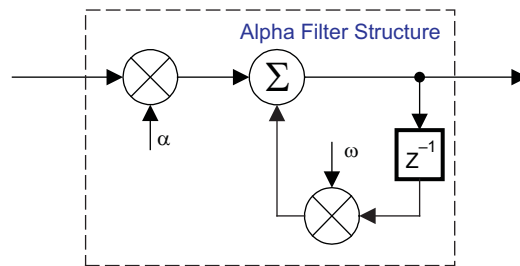 Alpha Filter Structure
Σ
α
ω
Z⁻¹